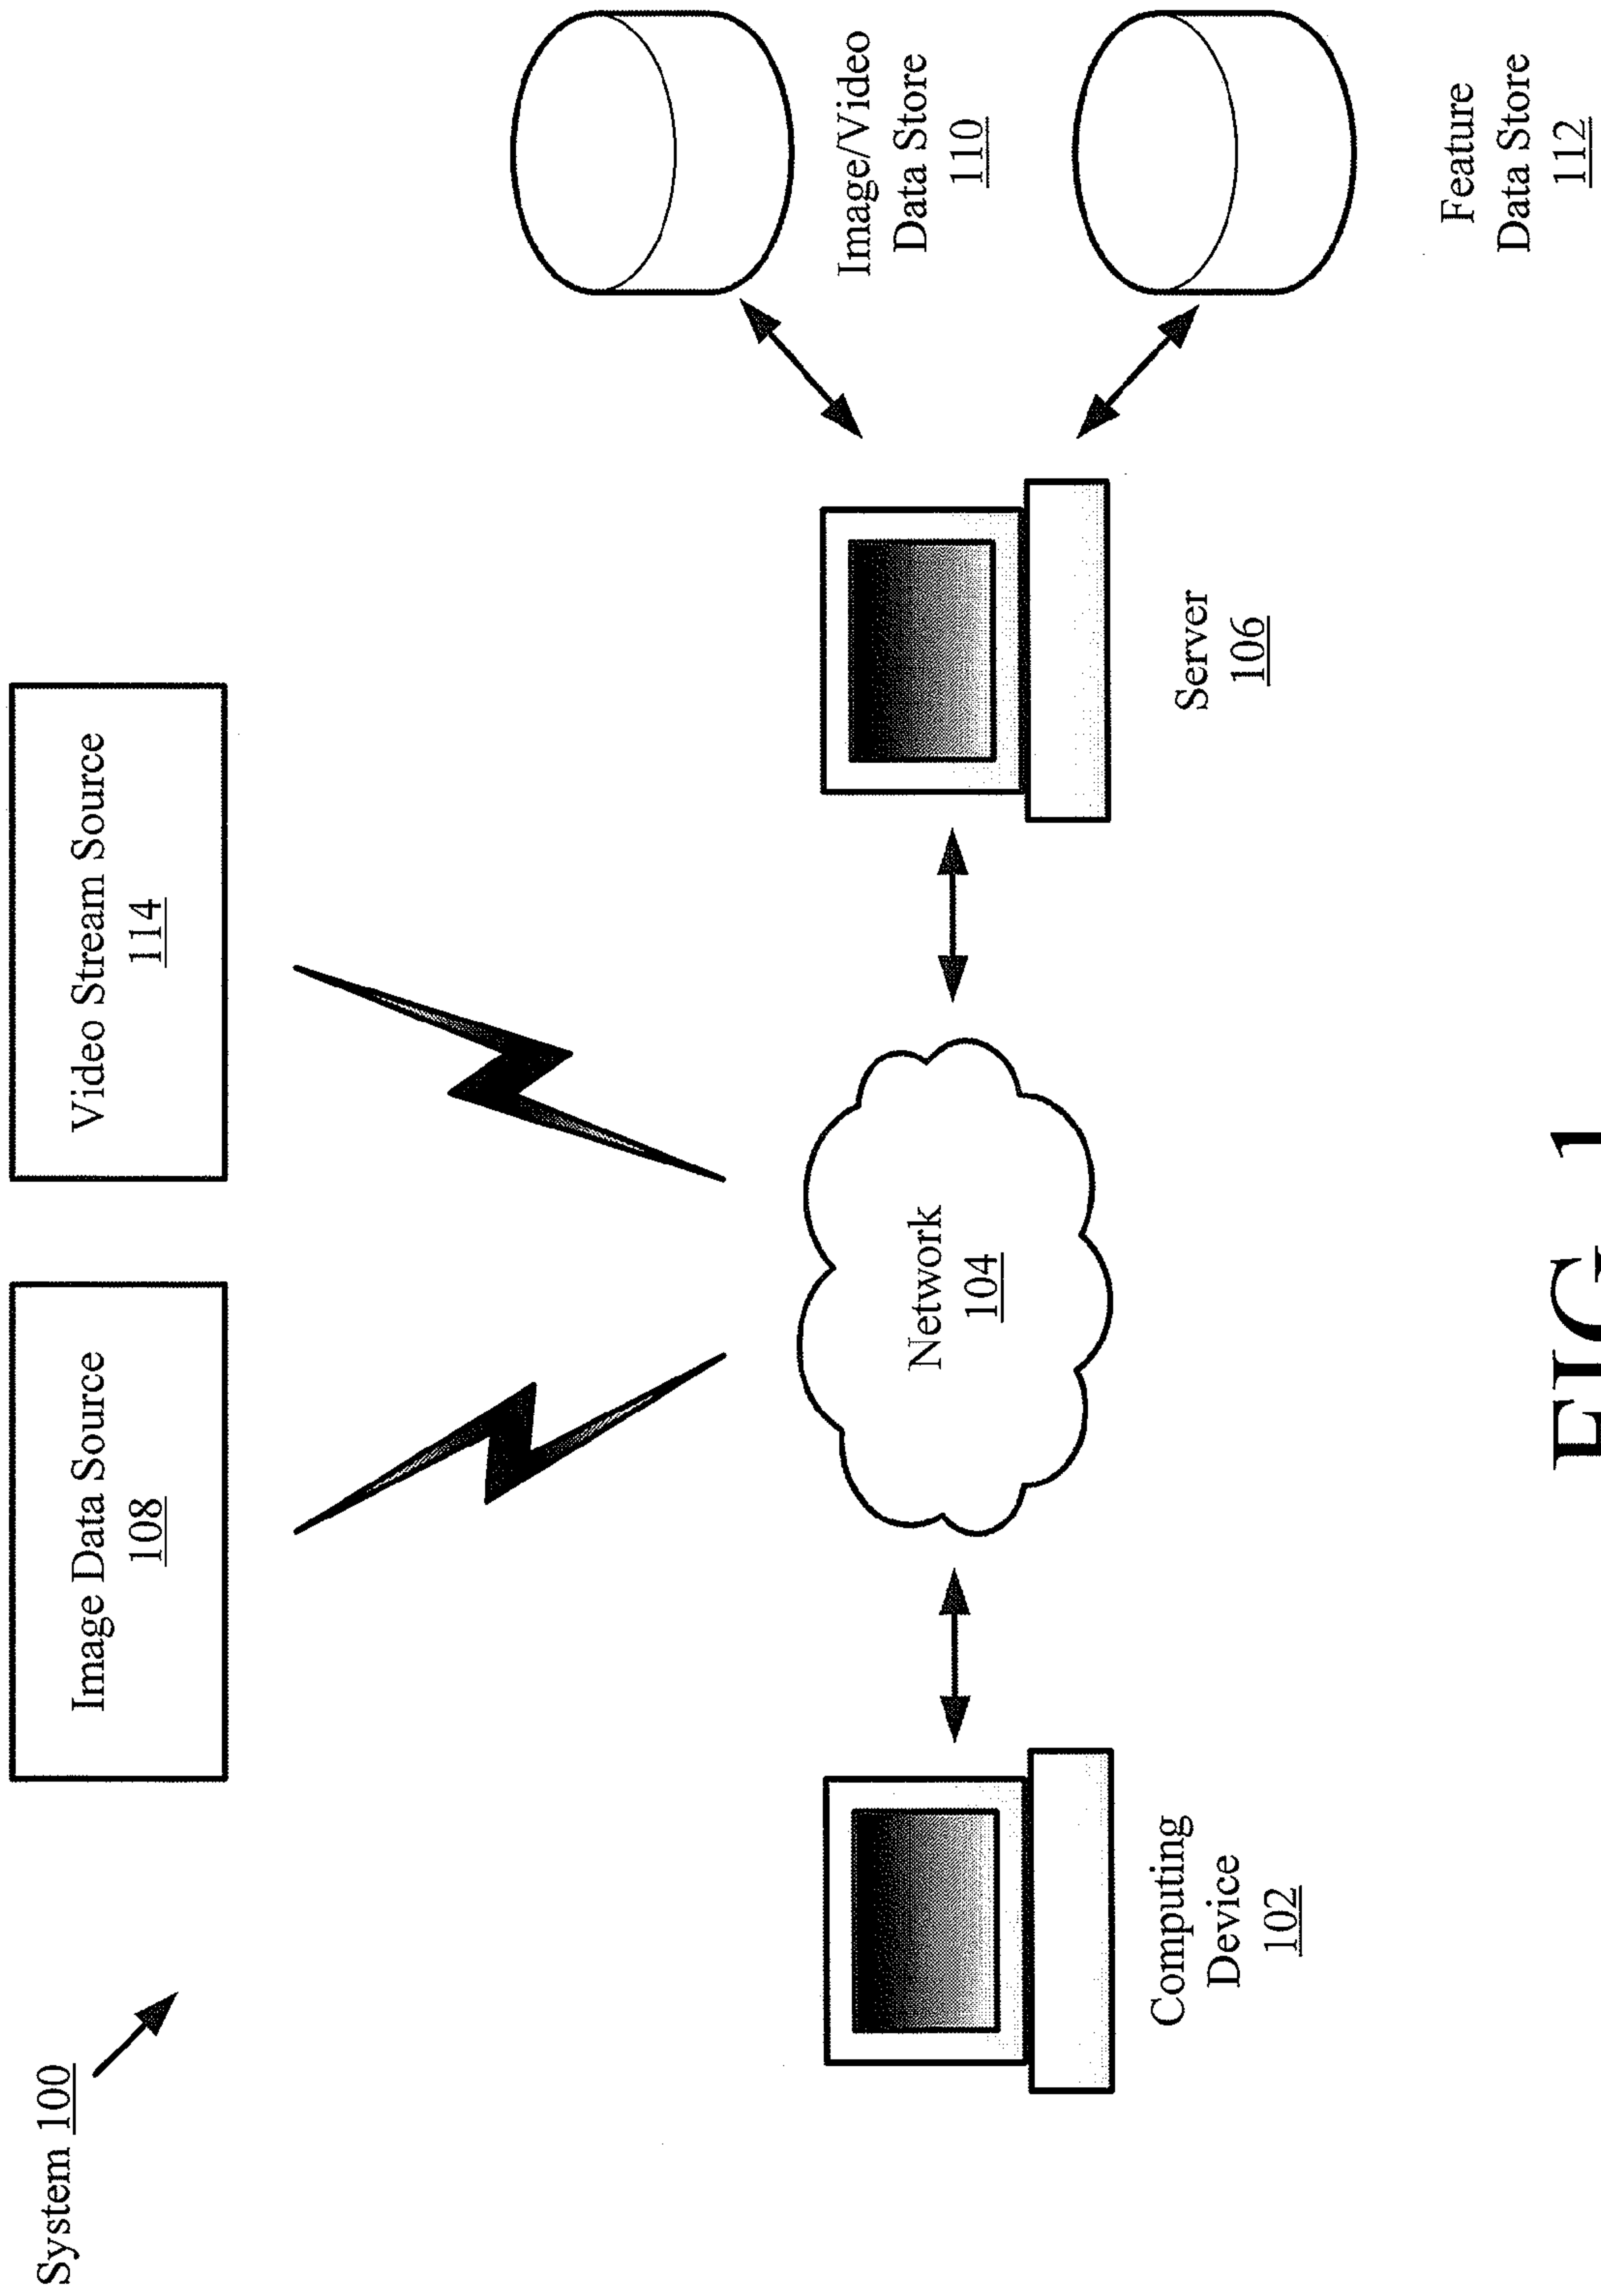 System 100
Image Data Source
108
Video Stream Source
114
Computing
Device
102
Network
104
Server
106
Image/Video
Data Store
110
Feature
Data Store
112
FIG. 1